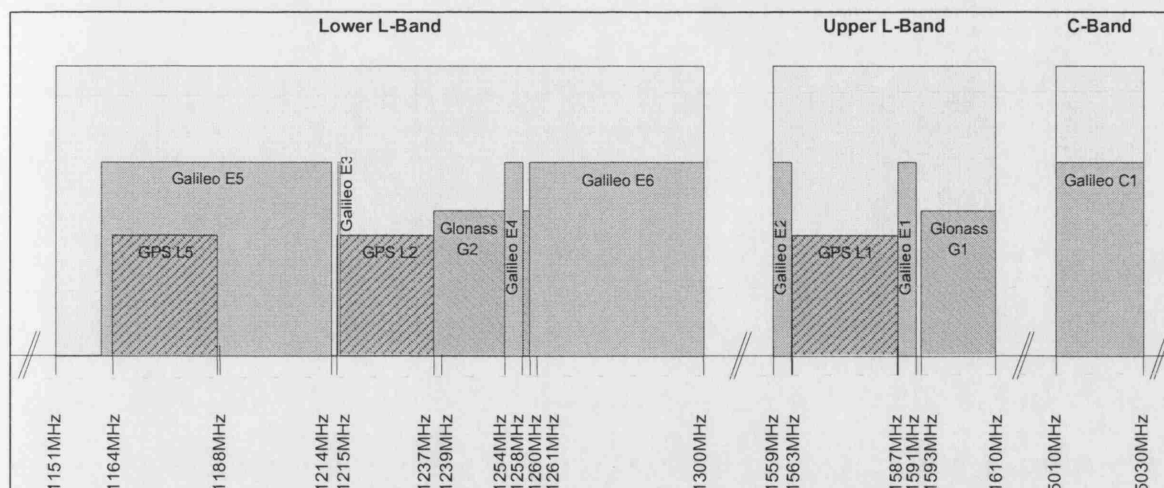 Lower L-Band
Upper L-Band
C-Band
Galileo E5
Galileo E3
GPS L5
GPS L2
Glonass
G2
Galileo E4
Galileo E6
Galileo E2
GPS L1
Galileo E1
Glonass
G1
Galileo C1
1151MHz
1164MHz
1188MHz
1214MHz
1215MHz
1237MHz
1239MHz
1254MHz
1258MHz
1260MHz
1261MHz
1300MHz
1559MHz
1563MHz
1587MHz
1591MHz
1593MHz
1610MHz
5010MHz
5030MHz